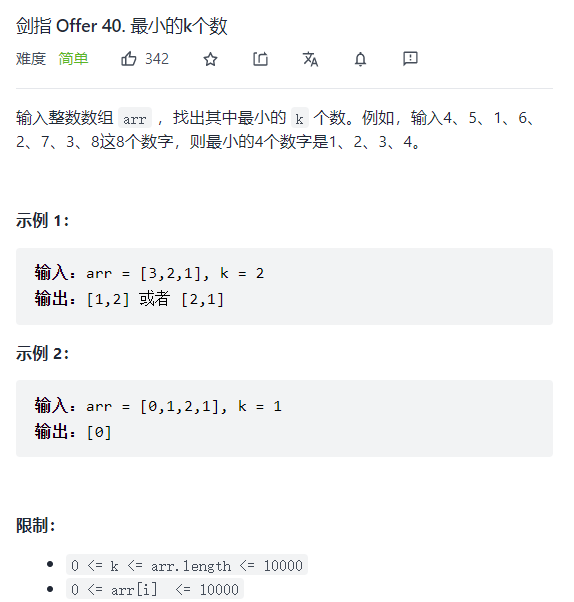 剑指 Offer 40. 最小的k个数
难度 简单 342
输入整数数组 arr ，找出其中最小的 k 个数。例如，输入4、5、1、6、
2、7、3、8这8个数字，则最小的4个数字是1、2、3、4。
示例 1：
输入：arr = [3,2,1], k = 2
输出：[1,2] 或者 [2,1]
示例 2：
输入：arr = [0,1,2,1], k = 1
输出：[0]
限制：
0 <= k <= arr.length <= 10000
0 <= arr[i] <= 10000